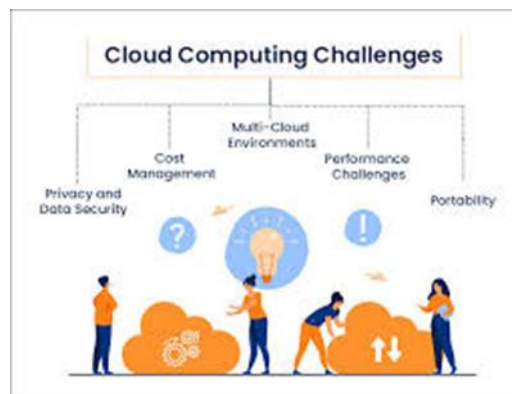 Cloud Computing Challenges
Multi-Cloud
Environments
Cost
Management
Performance
Challenges
Privacy and
Data Security
Portability
?
!